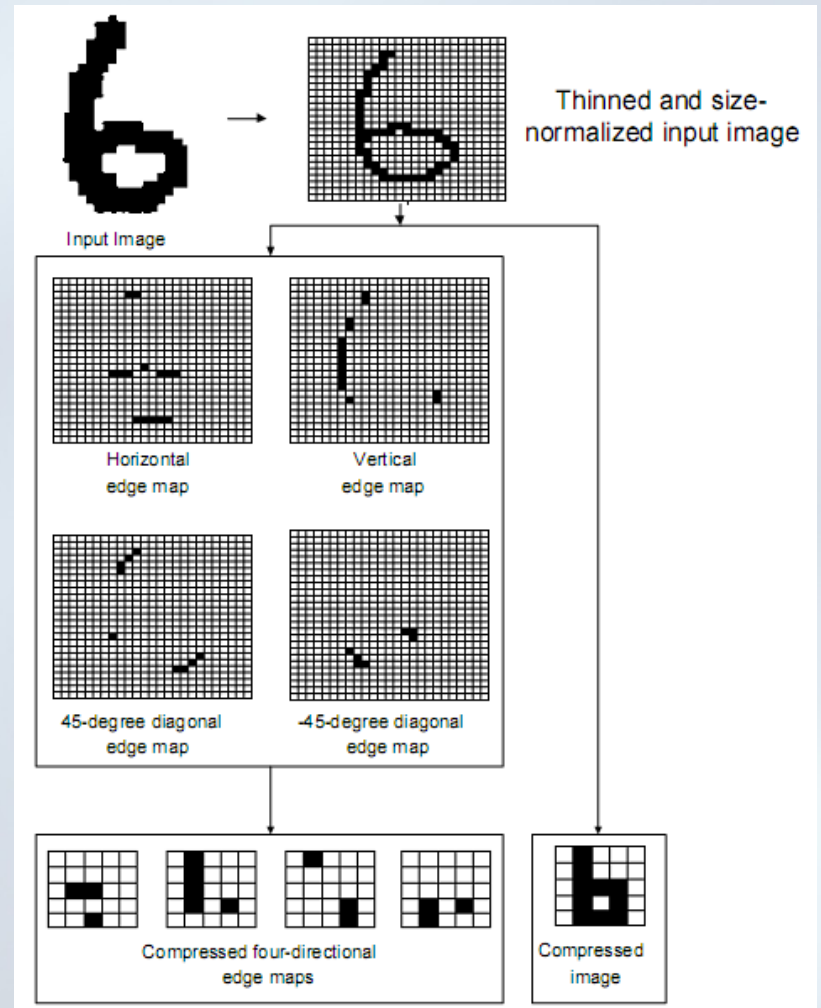 Thinned and size-
normalized input image
Input Image
Horizontal
edge map
Vertical
edge map
45-degree diagonal
edge map
-45-degree diagonal
edge map
Compressed four-directional
edge maps
Compressed
image